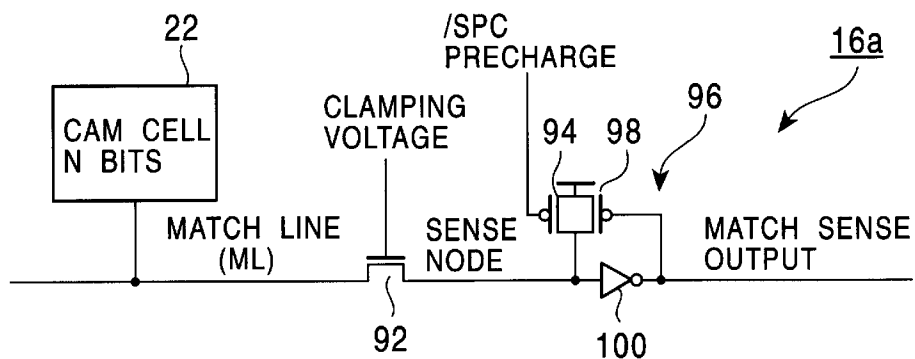 22
/SPC
PRECHARGE
16a
CLAMPING
VOLTAGE
94
98
96
CAM CELL
N BITS
MATCH LINE
(ML)
SENSE
NODE
MATCH SENSE
OUTPUT
92
100